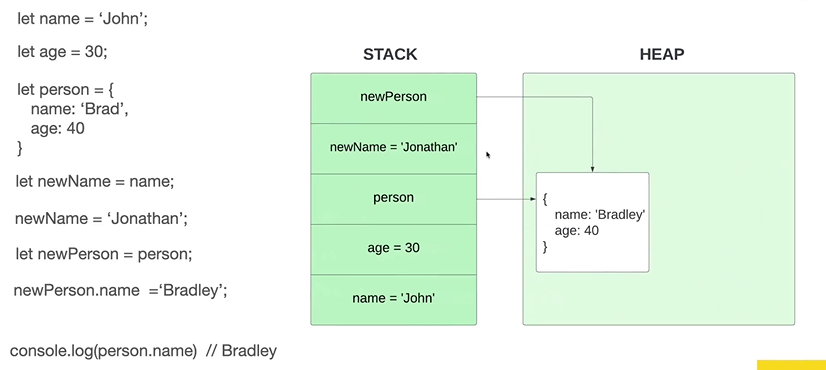 let name = ‘John’;
let age = 30;
let person = {
name: ‘Brad’,
age: 40
}
let newName = name;
newName = ‘Jonathan’;
let newPerson = person;
newPerson.name =‘Bradley’;
console.log(person.name) // Bradley
STACK
newPerson
newName = 'Jonathan'
person
age = 30
name = 'John'
HEAP
{
name: 'Bradley'
age: 40
}